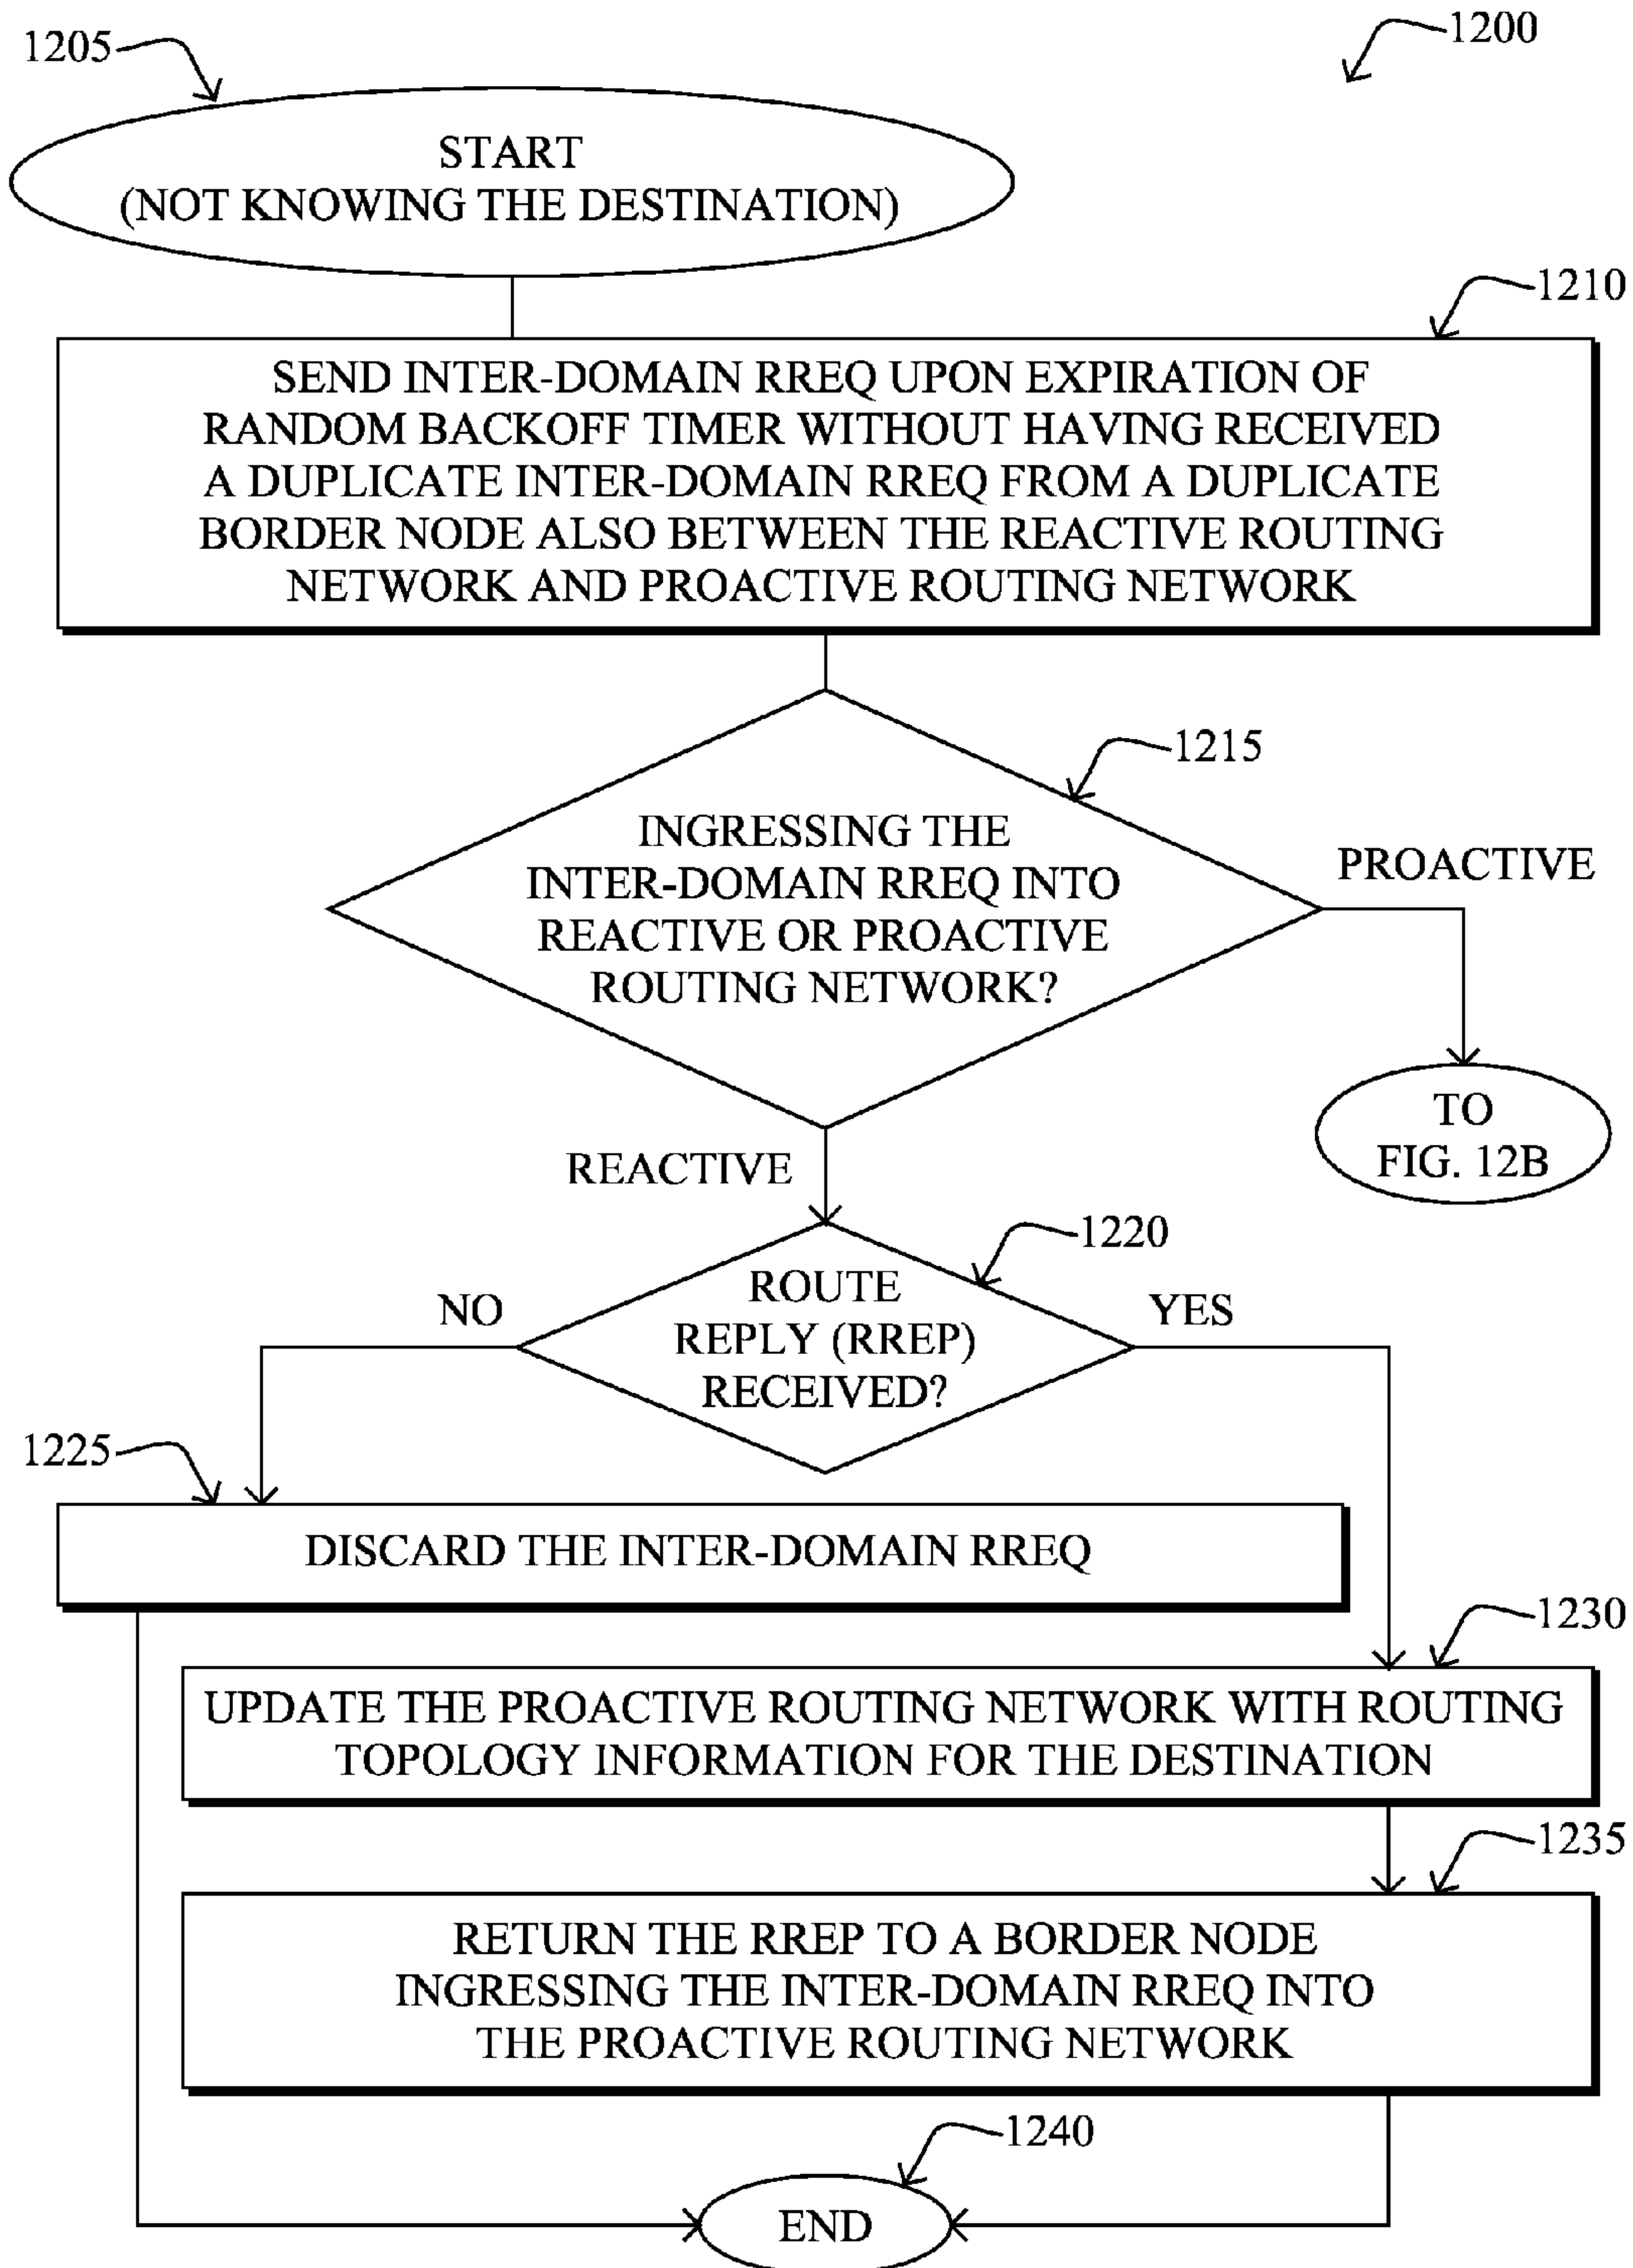 1205
1200
START
(NOT KNOWING THE DESTINATION)
1210
SEND INTER-DOMAIN RREQ UPON EXPIRATION OF
RANDOM BACKOFF TIMER WITHOUT HAVING RECEIVED
A DUPLICATE INTER-DOMAIN RREQ FROM A DUPLICATE
BORDER NODE ALSO BETWEEN THE REACTIVE ROUTING
NETWORK AND PROACTIVE ROUTING NETWORK
1215
INGRESSING THE
INTER-DOMAIN RREQ INTO
REACTIVE OR PROACTIVE
ROUTING NETWORK?
PROACTIVE
TO
FIG. 12B
REACTIVE
1220
ROUTE
REPLY (RREP)
RECEIVED?
NO
YES
1225
DISCARD THE INTER-DOMAIN RREQ
1230
UPDATE THE PROACTIVE ROUTING NETWORK WITH ROUTING
TOPOLOGY INFORMATION FOR THE DESTINATION
1235
RETURN THE RREP TO A BORDER NODE
INGRESSING THE INTER-DOMAIN RREQ INTO
THE PROACTIVE ROUTING NETWORK
1240
END